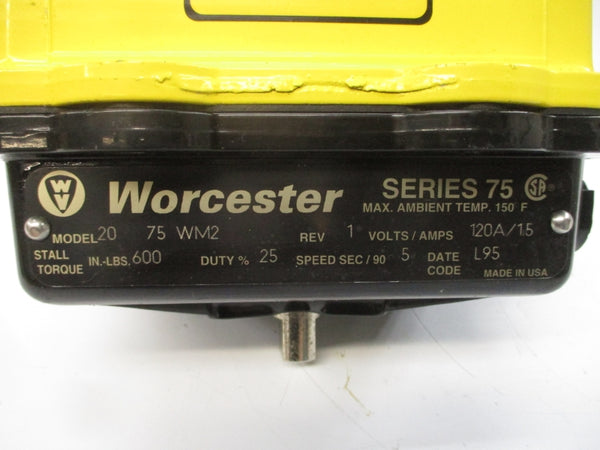 W W Worcester SERIES 75 SA
MAX. AMBIENT TEMP. 150°F
MODEL 20 75 WM2 REV 1 VOLTS / AMPS 120A/1.5
STALL TORQUE IN.-LBS. 600 DUTY % 25 SPEED SEC / 90 5 DATE CODE L95
MADE IN USA